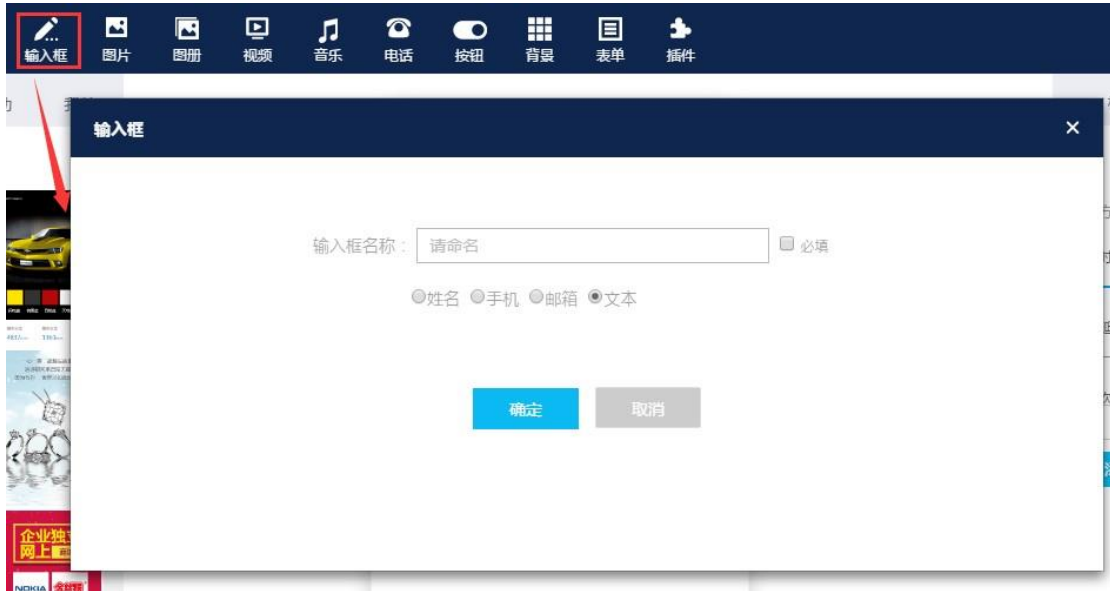 输入框 图片 图册 视频 音乐 电话 按钮 背景 表单 插件
输入框 ×
输入框名称： 请命名 必填
姓名 手机 邮箱 文本
确定 取消
企业独
网上
NOKIA